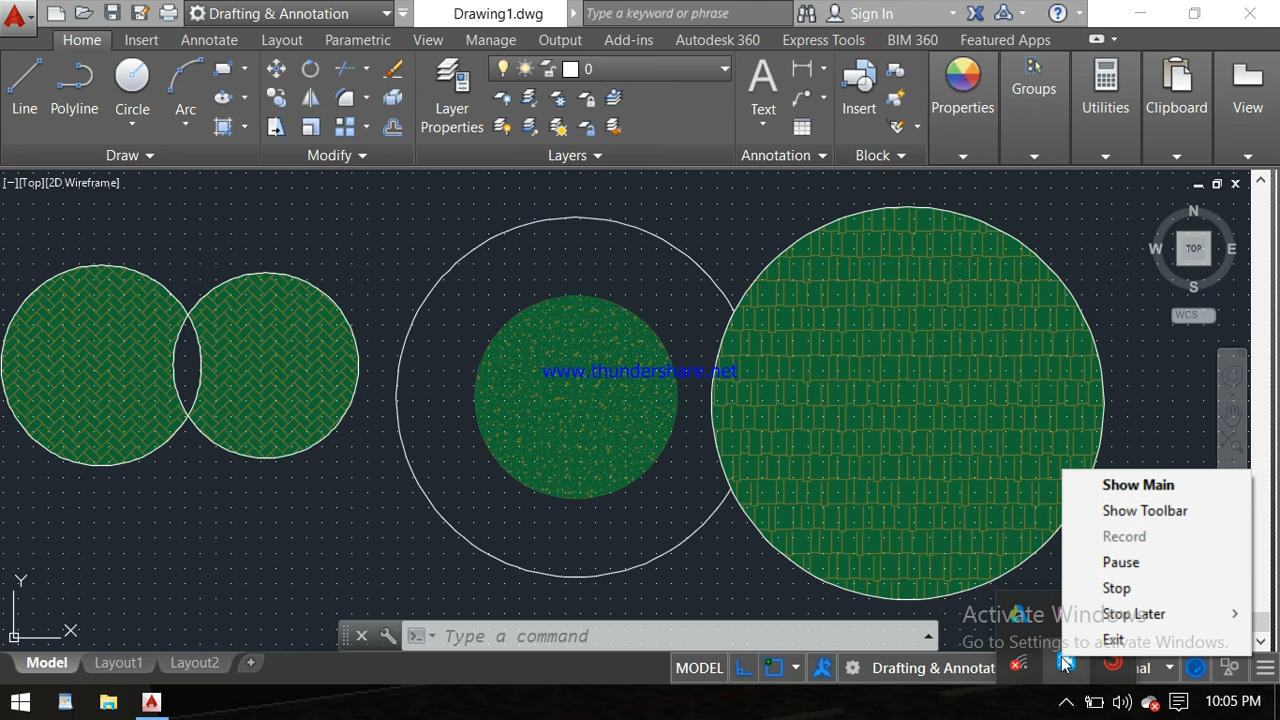 Drafting & Annotation
Drawing1.dwg
Type a keyword or phrase
Sign In
Home Insert Annotate Layout Parametric View Manage Output Add-ins Autodesk 360 Express Tools BIM 360 Featured Apps
0
Line Polyline Circle Arc
Layer Properties
Text
Insert
Properties
Groups
Utilities
Clipboard
View
Draw Modify Layers Annotation Block
[−][Top][2D Wireframe]
N
W TOP E
S
WCS
www.thundershare.net
Show Main
Show Toolbar
Record
Pause
Stop
Stop Later
Exit
Activate Windows
Go to Settings to activate Windows.
Y
X
Type a command
Model Layout1 Layout2
MODEL
Drafting & Annotat
10:05 PM